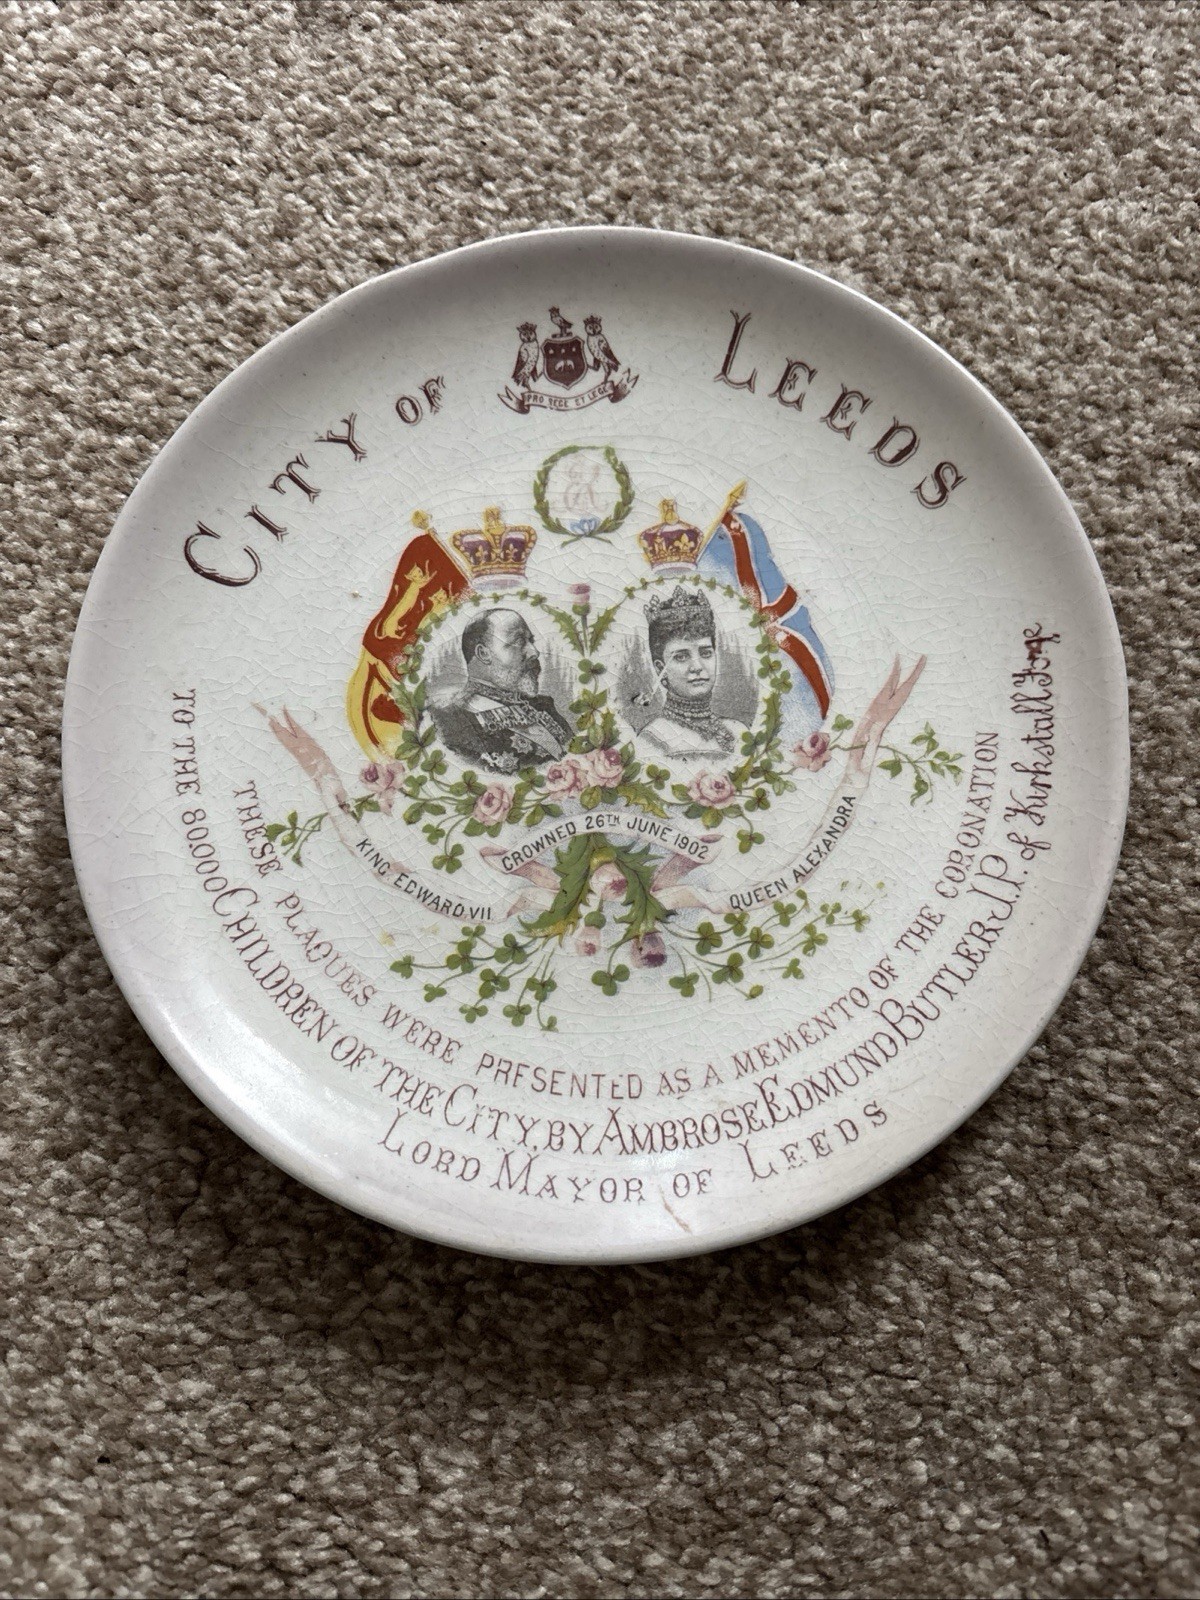 CITY OF LEEDS
PRO REGE ET LEGE
CROWNED 26TH JUNE 1902
KING EDWARD VII
QUEEN ALEXANDRA
THESE PLAQUES WERE PRESENTED AS A MEMENTO OF THE CORONATION
TO THE 80000 CHILDREN OF THE CITY, BY AMBROSE EDMUND BUTLER J.P. of Kirkstall Forge
LORD MAYOR OF LEEDS